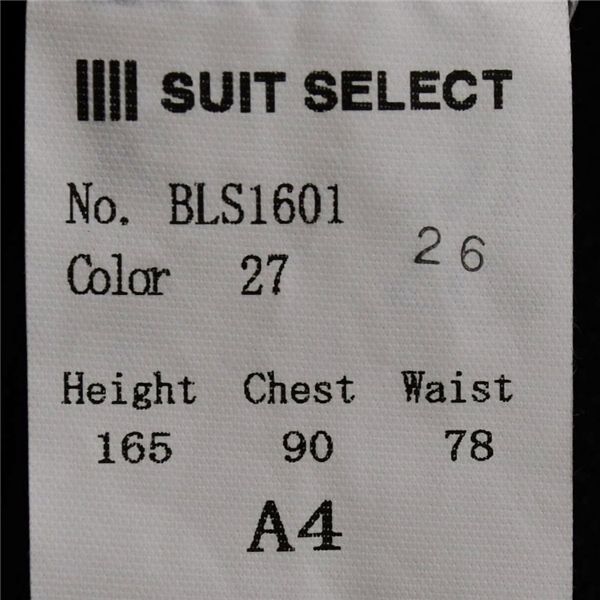 SUIT SELECT
No. BLS1601
26
Color 27
Height Chest Waist
165 90 78
A4